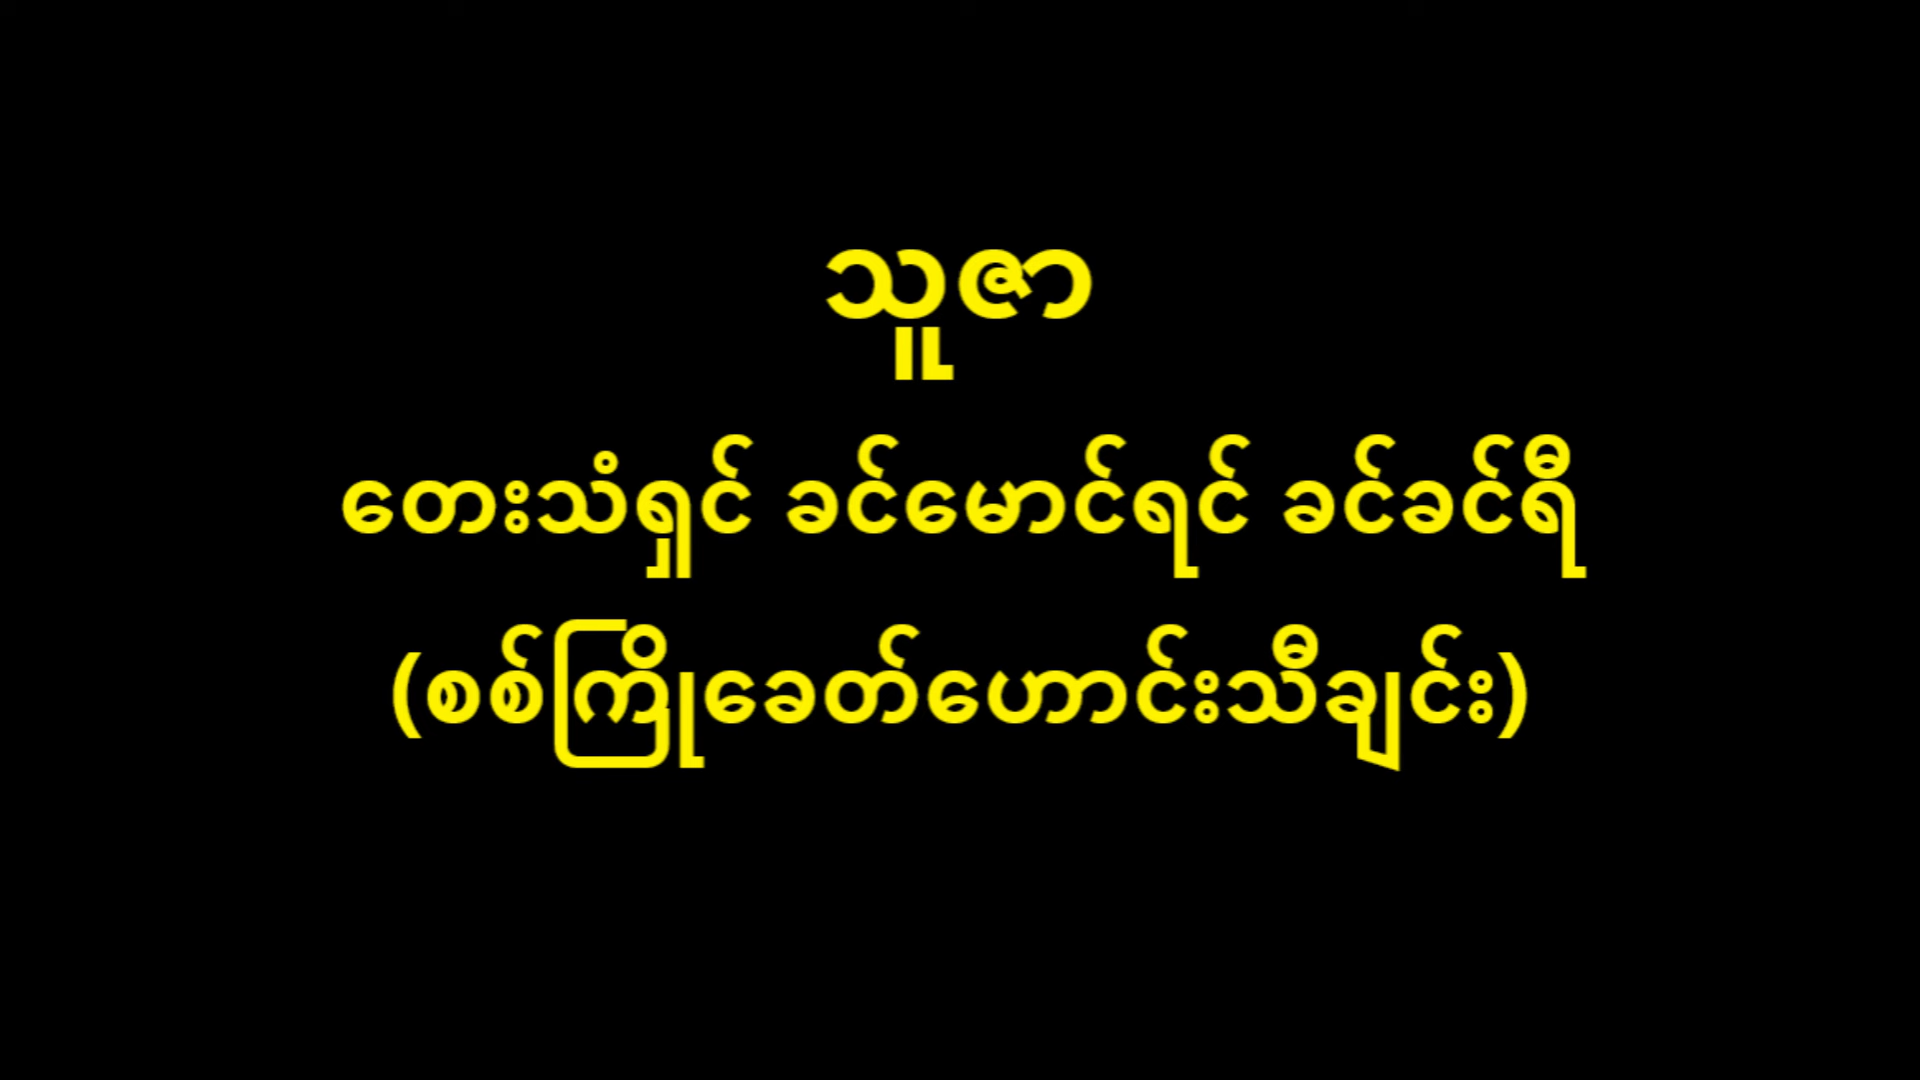 သူဇာ
တေးသံရှင် ခင်မောင်ရင် ခင်ခင်ရီ
(စစ်ကြိုခေတ်ဟောင်းသီချင်း)